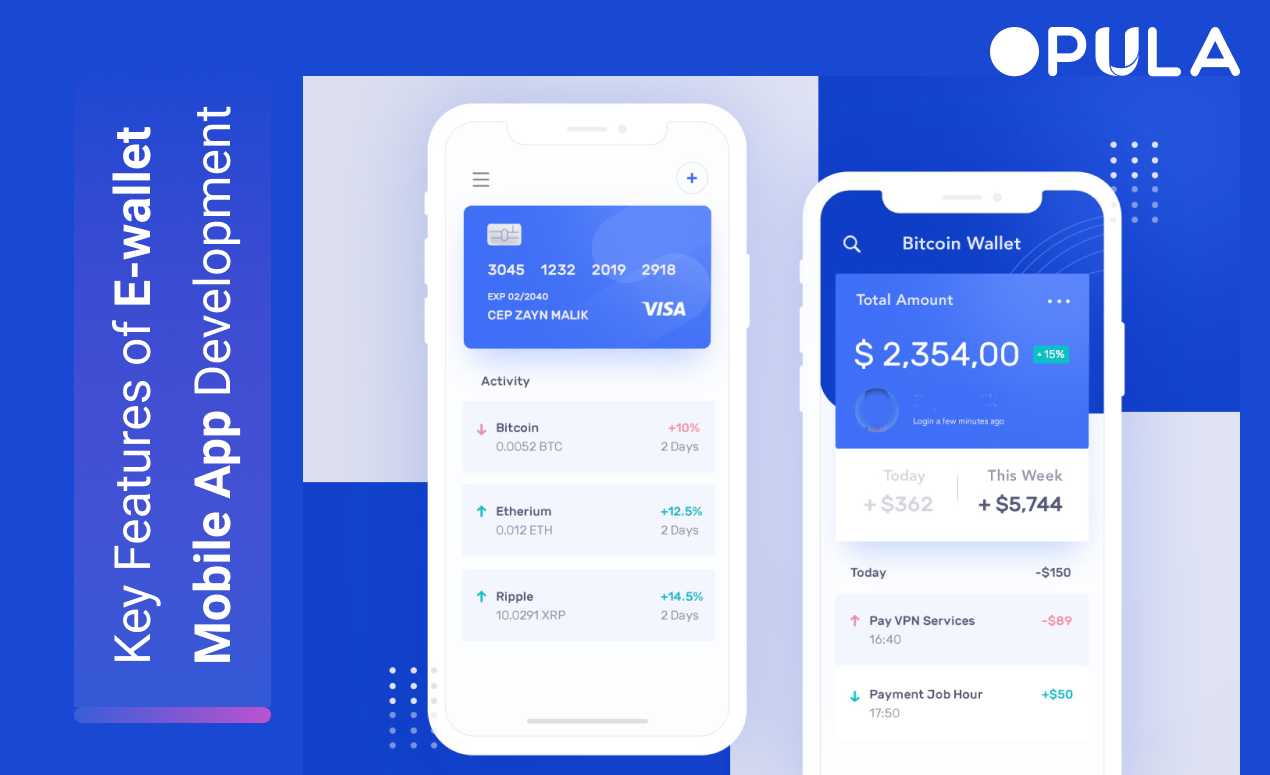 OPULA
Key Features of E-wallet
Mobile App Development
3045 1232 2019 2918
EXP 02/2040
CEP ZAYN MALIK
VISA
Activity
Bitcoin +10%
0.0052 BTC 2 Days
Etherium +12.5%
0.012 ETH 2 Days
Ripple +14.5%
10.0291 XRP 2 Days
Bitcoin Wallet
Total Amount
$ 2,354,00 15%
Login a few minutes ago
Today This Week
+ $362 + $5,744
Today -$150
Pay VPN Services -$89
16:40
Payment Job Hour +$50
17:50